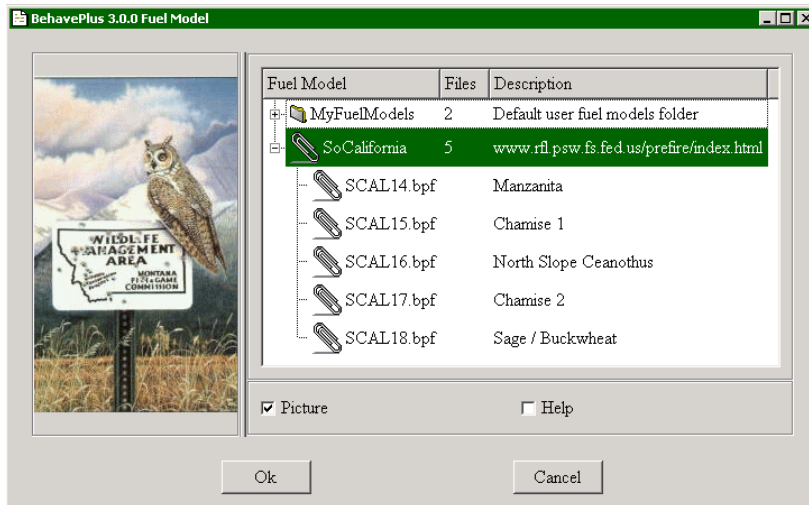 BehavePlus 3.0.0 Fuel Model
WILDLIFE
MANAGEMENT
AREA
MONTANA
FISH & GAME
COMMISSION
Fuel Model Files Description
MyFuelModels 2 Default user fuel models folder
SoCalifornia 5 www.rfl.psw.fs.fed.us/prefire/index.html
SCAL14.bpf Manzanita
SCAL15.bpf Chamise 1
SCAL16.bpf North Slope Ceanothus
SCAL17.bpf Chamise 2
SCAL18.bpf Sage / Buckwheat
Picture Help
Ok Cancel